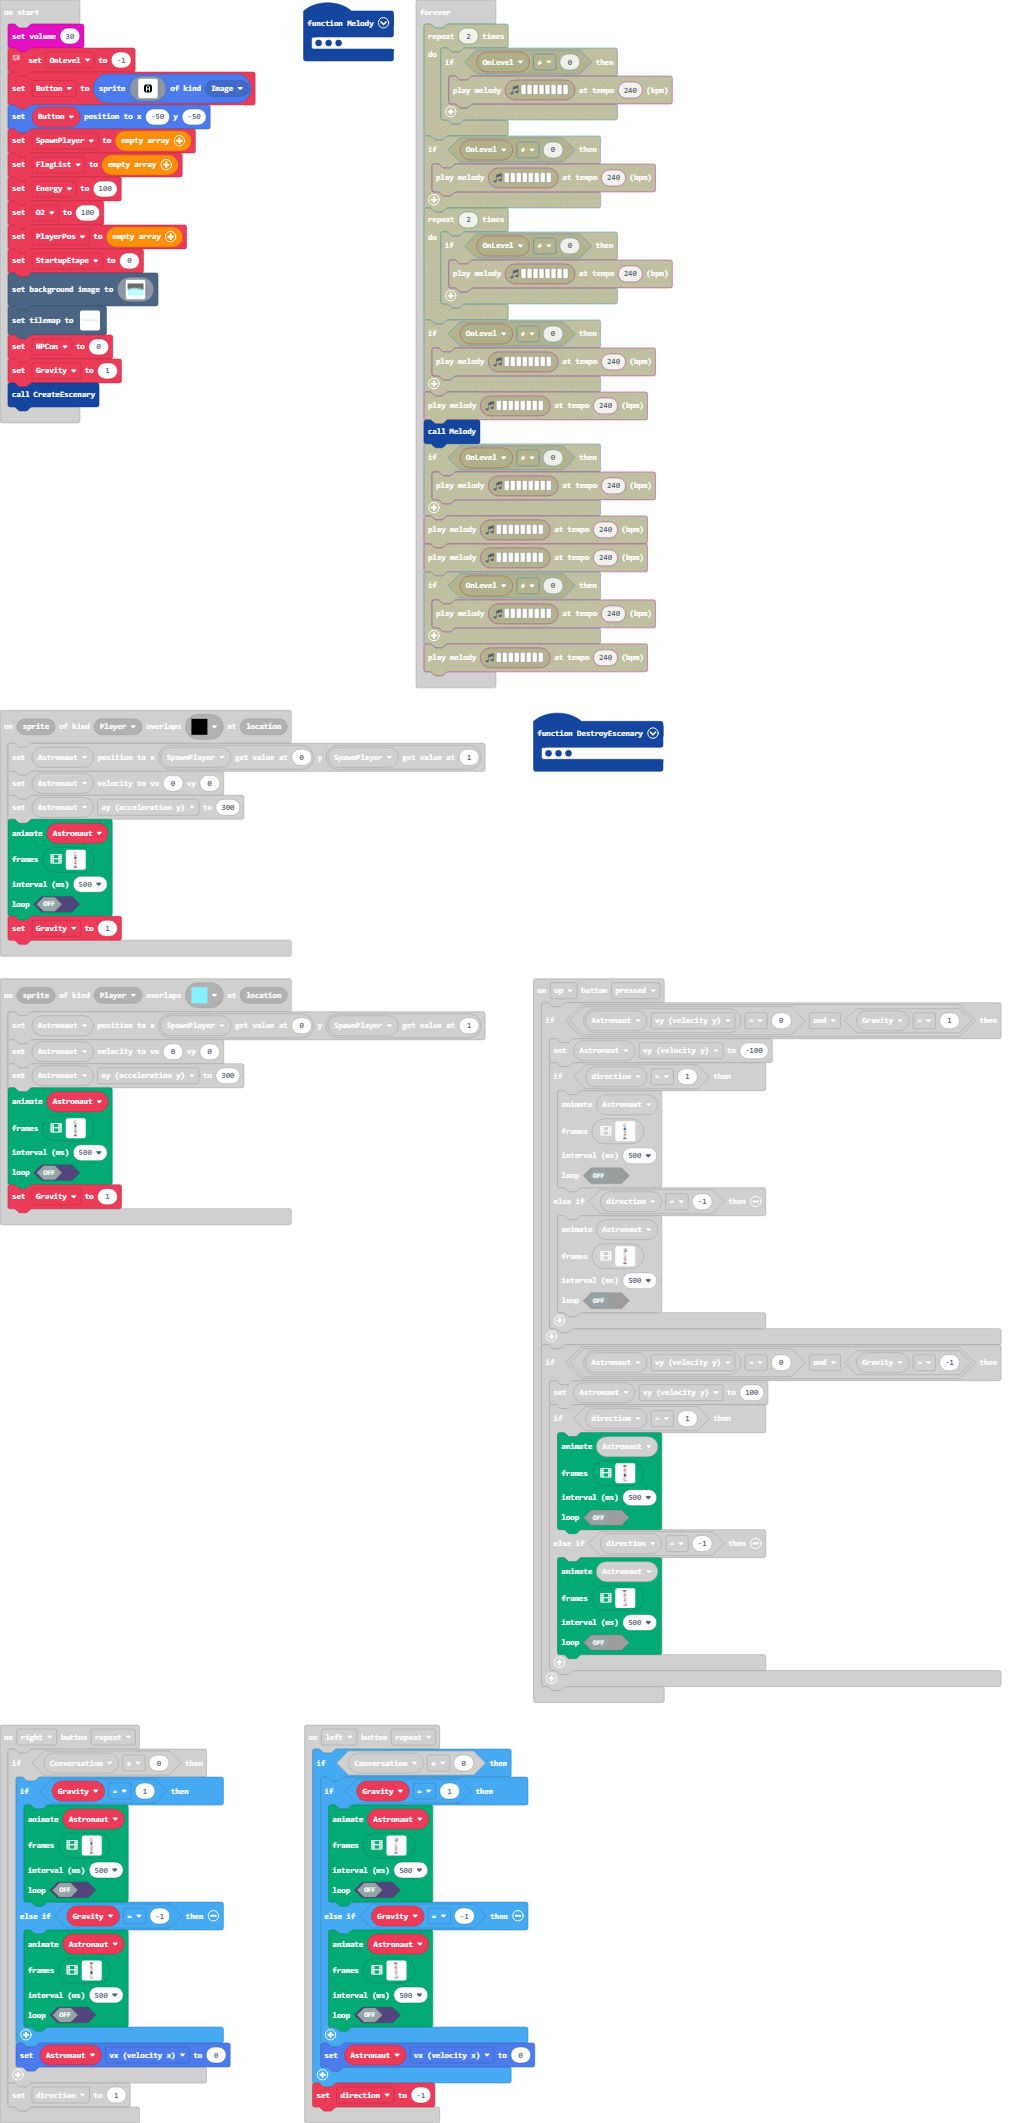 on start
set volume 30
set OnLevel to -1
set Button to sprite of kind Image
set Button position to x -50 y -50
set SpawnPlayer to empty array
set FlagList to empty array
set Energy to 100
set O2 to 100
set PlayerPos to empty array
set StartupEtape to 0
set background image to
set tilemap to
set NPCon to 0
set Gravity to 1
call CreateEscenary
function Melody
forever
repeat 2 times
do if OnLevel ≠ 0 then
play melody at tempo 240 (bpm)
if OnLevel ≠ 0 then
play melody at tempo 240 (bpm)
repeat 2 times
do if OnLevel ≠ 0 then
play melody at tempo 240 (bpm)
if OnLevel ≠ 0 then
play melody at tempo 240 (bpm)
play melody at tempo 240 (bpm)
call Melody
if OnLevel ≠ 0 then
play melody at tempo 240 (bpm)
play melody at tempo 240 (bpm)
play melody at tempo 240 (bpm)
if OnLevel ≠ 0 then
play melody at tempo 240 (bpm)
play melody at tempo 240 (bpm)
on sprite of kind Player overlaps at location
set Astronaut position to x SpawnPlayer get value at 0 y SpawnPlayer get value at 1
set Astronaut velocity to vx 0 vy 0
set Astronaut ay (acceleration y) to 300
animate Astronaut
frames
interval (ms) 500
loop OFF
set Gravity to 1
function DestroyEscenary
on sprite of kind Player overlaps at location
set Astronaut position to x SpawnPlayer get value at 0 y SpawnPlayer get value at 1
set Astronaut velocity to vx 0 vy 0
set Astronaut ay (acceleration y) to 300
animate Astronaut
frames
interval (ms) 500
loop OFF
set Gravity to 1
on up button pressed
if Astronaut vy (velocity y) = 0 and Gravity = 1 then
set Astronaut vy (velocity y) to -100
if direction = 1 then
animate Astronaut
frames
interval (ms) 500
loop OFF
else if direction = -1 then
animate Astronaut
frames
interval (ms) 500
loop OFF
if Astronaut vy (velocity y) = 0 and Gravity = -1 then
set Astronaut vy (velocity y) to 100
if direction = 1 then
animate Astronaut
frames
interval (ms) 500
loop OFF
else if direction = -1 then
animate Astronaut
frames
interval (ms) 500
loop OFF
on right button repeat
if Conversation ≠ 0 then
if Gravity = 1 then
animate Astronaut
frames
interval (ms) 500
loop OFF
else if Gravity = -1 then
animate Astronaut
frames
interval (ms) 500
loop OFF
set Astronaut vx (velocity x) to 0
set direction to 1
on left button repeat
if Conversation ≠ 0 then
if Gravity = 1 then
animate Astronaut
frames
interval (ms) 500
loop OFF
else if Gravity = -1 then
animate Astronaut
frames
interval (ms) 500
loop OFF
set Astronaut vx (velocity x) to 0
set direction to -1